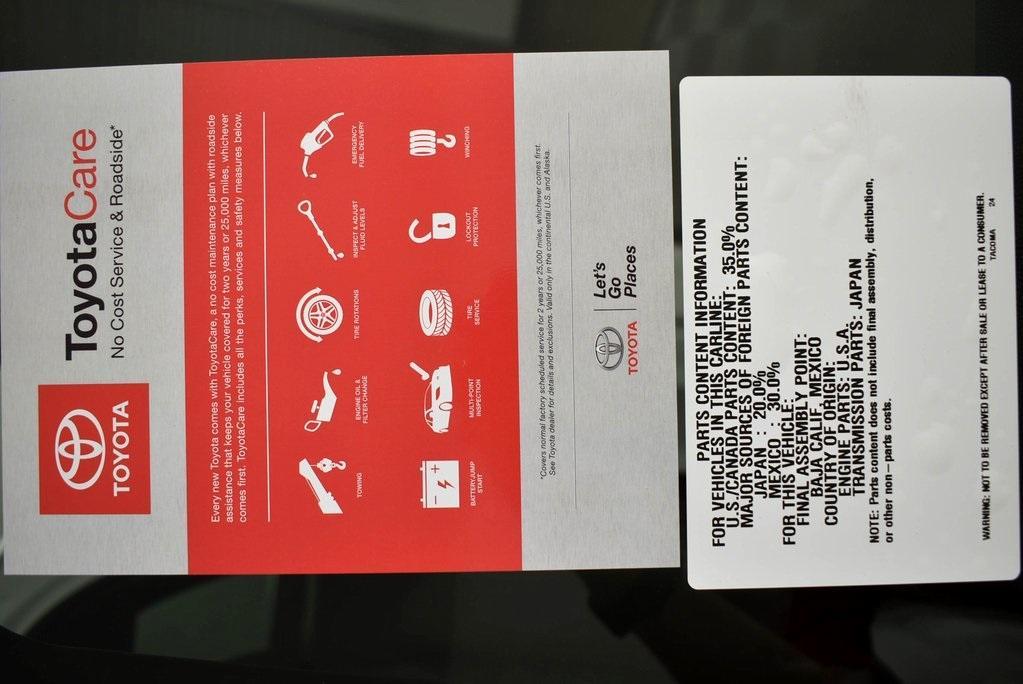 TOYOTA
ToyotaCare
No Cost Service & Roadside*
Every new Toyota comes with ToyotaCare, a no cost maintenance plan with roadside
assistance that keeps your vehicle covered for two years or 25,000 miles, whichever
comes first. ToyotaCare includes all the perks, services and safety measures below.
TOWING
ENGINE OIL &
FILTER CHANGE
TIRE ROTATIONS
INSPECT & ADJUST
FLUID LEVELS
EMERGENCY
FUEL DELIVERY
BATTERY/JUMP
START
MULTI-POINT
INSPECTION
TIRE
SERVICE
LOCKOUT
PROTECTION
WINCHING
*Covers normal factory scheduled service for 2 years or 25,000 miles, whichever comes first.
See Toyota dealer for details and exclusions. Valid only in the continental U.S. and Alaska.
TOYOTA
Let's
Go
Places
PARTS CONTENT INFORMATION
FOR VEHICLES IN THIS CARLINE:
U.S./CANADA PARTS CONTENT: 35.0%
MAJOR SOURCES OF FOREIGN PARTS CONTENT:
JAPAN : 20.0%
MEXICO : 30.0%
FOR THIS VEHICLE:
FINAL ASSEMBLY POINT:
BAJA CALIF, MEXICO
COUNTRY OF ORIGIN:
ENGINE PARTS: U.S.A.
TRANSMISSION PARTS: JAPAN
NOTE: Parts content does not include final assembly, distribution,
or other non-parts costs.
WARNING: NOT TO BE REMOVED EXCEPT AFTER SALE OR LEASE TO A CONSUMER.
TACOMA 24